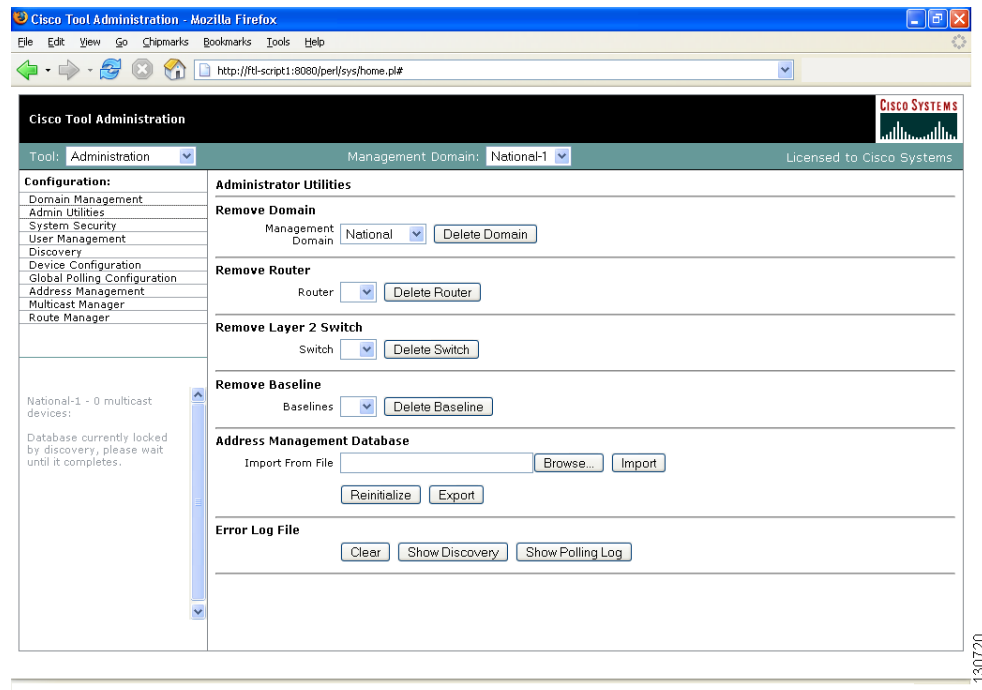 Cisco Tool Administration - Mozilla Firefox
File Edit View Go Chipmarks Bookmarks Tools Help
http://ftl-script1:8080/perl/sys/home.pl#
Cisco Tool Administration
CISCO SYSTEMS
Tool: Administration
Management Domain: National-1
Licensed to Cisco Systems
Configuration:
Domain Management
Admin Utilities
System Security
User Management
Discovery
Device Configuration
Global Polling Configuration
Address Management
Multicast Manager
Route Manager
National-1 - 0 multicast
devices:
Database currently locked
by discovery, please wait
until it completes.
Administrator Utilities
Remove Domain
Management
Domain
National
Delete Domain
Remove Router
Router
Delete Router
Remove Layer 2 Switch
Switch
Delete Switch
Remove Baseline
Baselines
Delete Baseline
Address Management Database
Import From File
Browse...
Import
Reinitialize
Export
Error Log File
Clear
Show Discovery
Show Polling Log
130720